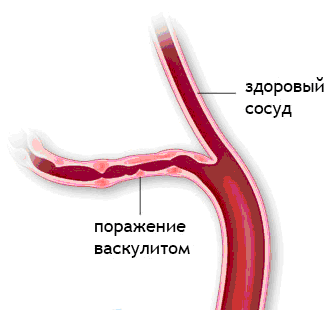 здоровый
сосуд
поражение
васкулитом